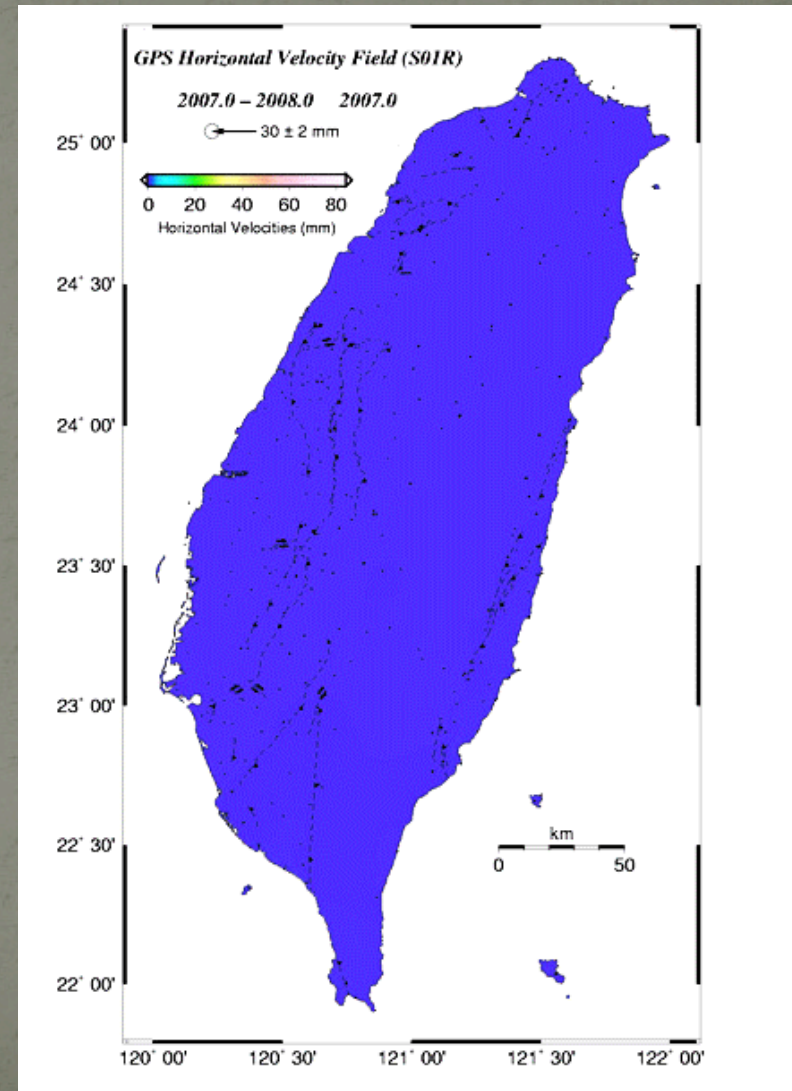 GPS Horizontal Velocity Field (S01R)
2007.0 – 2008.0 2007.0
30 ± 2 mm
0 20 40 60 80
Horizontal Velocities (mm)
25° 00'
24° 30'
24° 00'
23° 30'
23° 00'
22° 30'
22° 00'
km
0 50
120° 00' 120° 30' 121° 00' 121° 30' 122° 00'